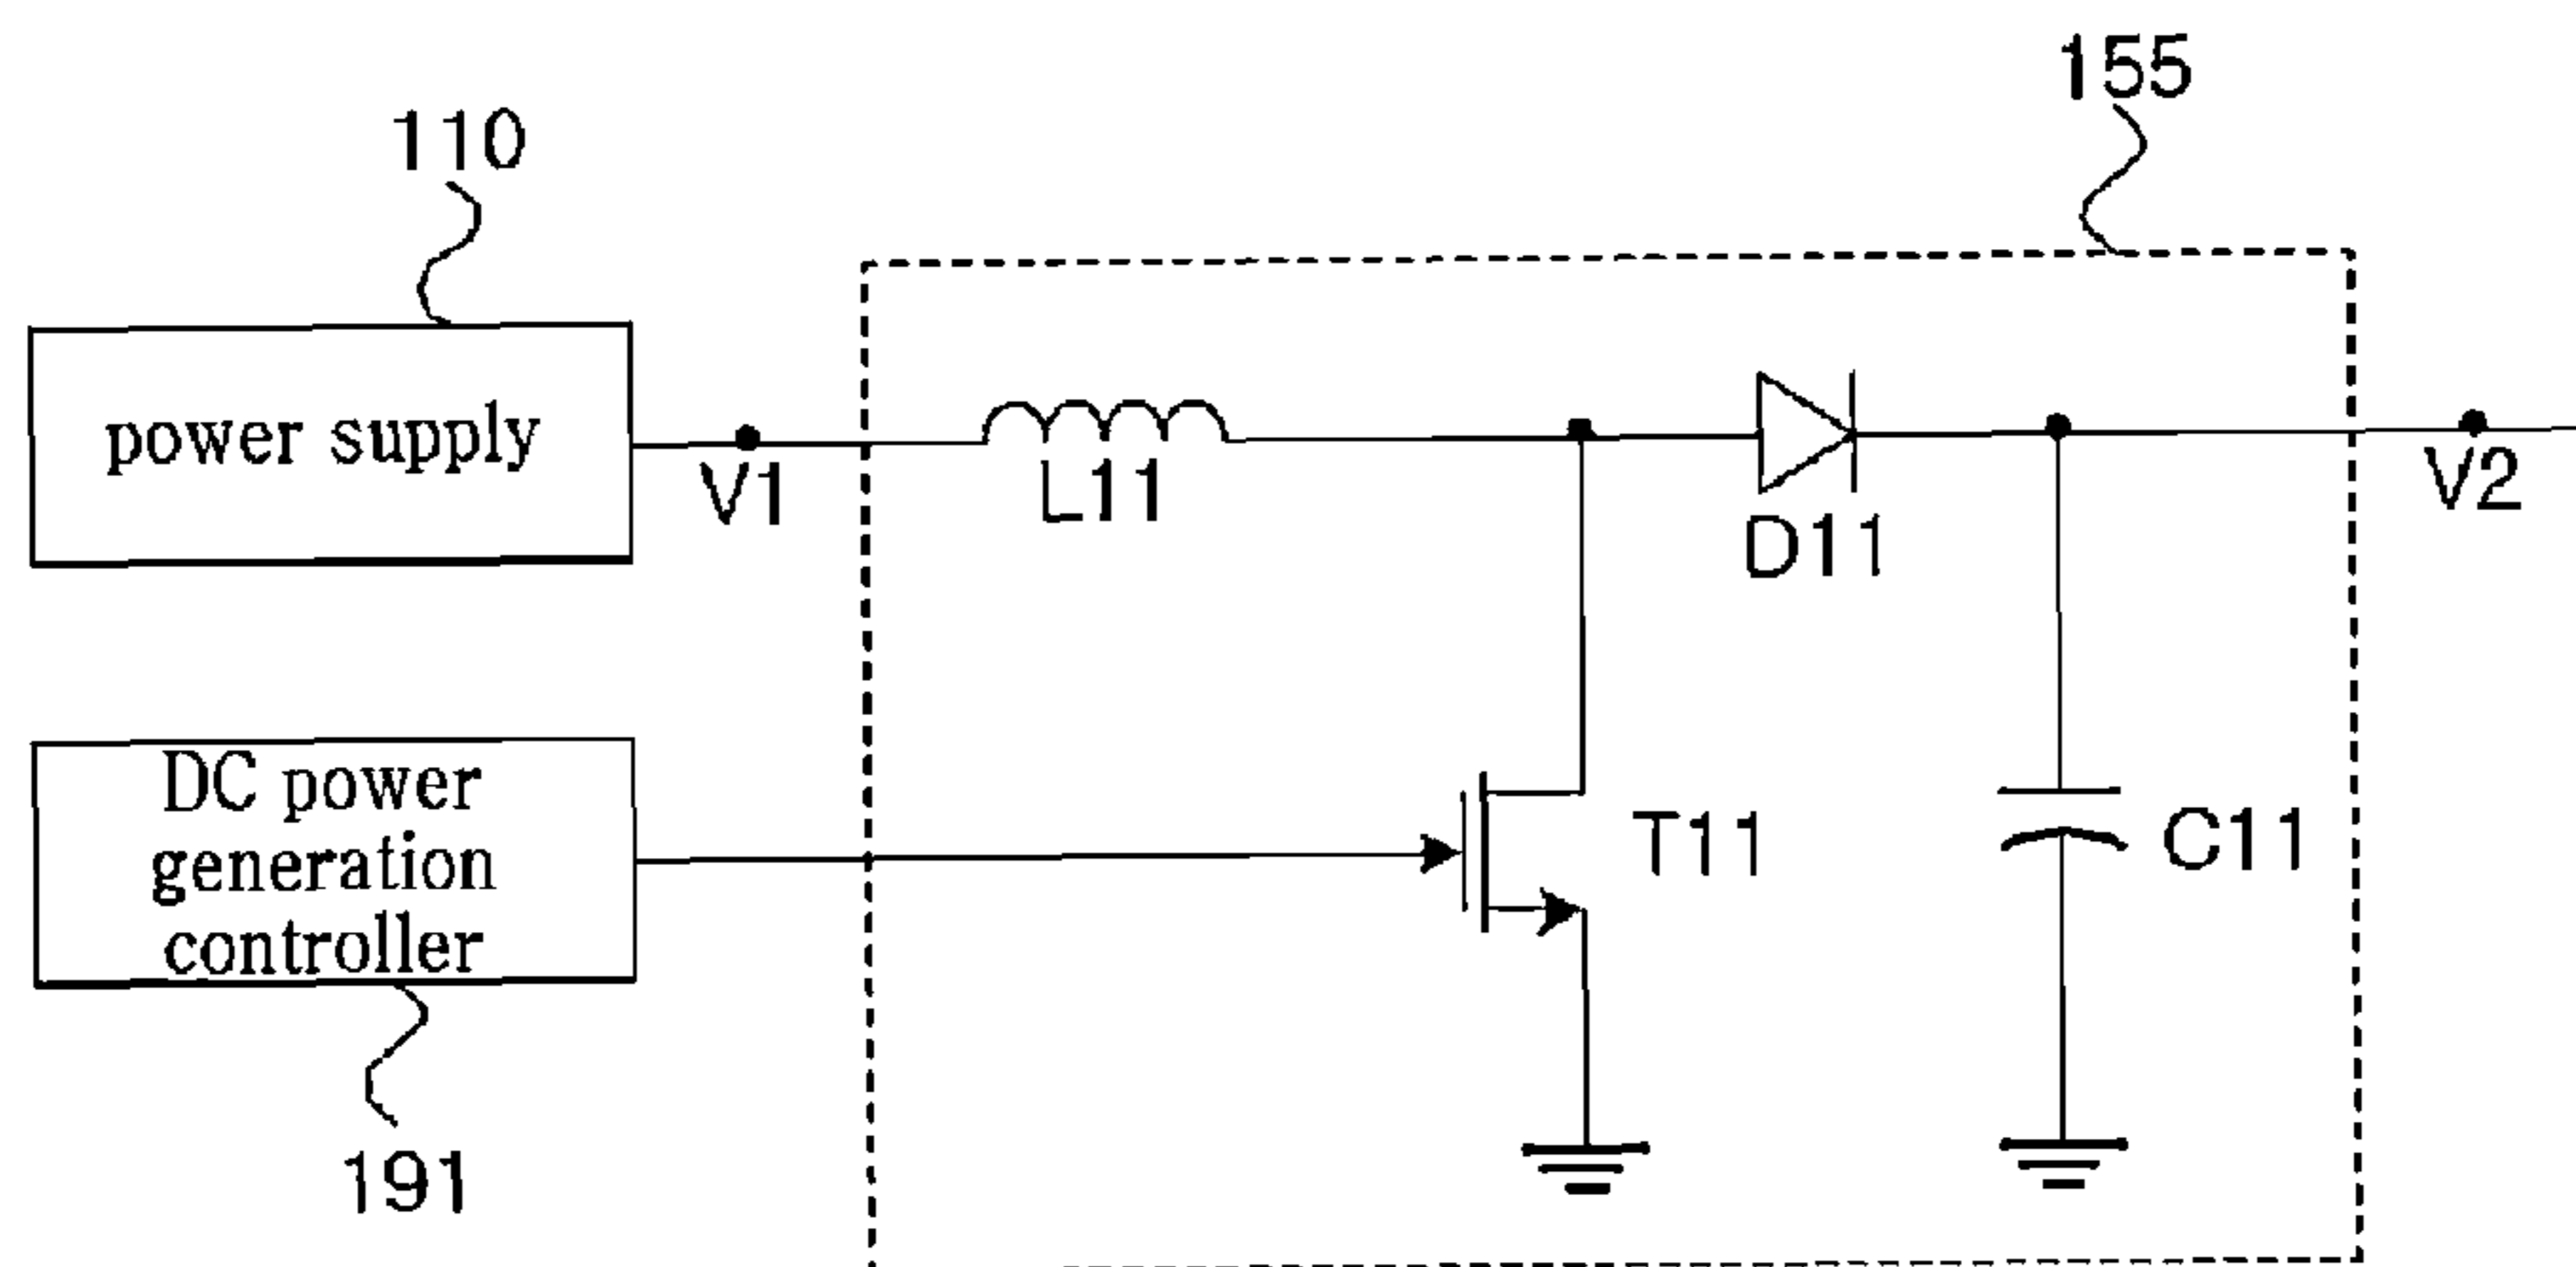 155
110
power supply
V1
L11
D11
V2
DC power
generation
controller
T11
C11
191